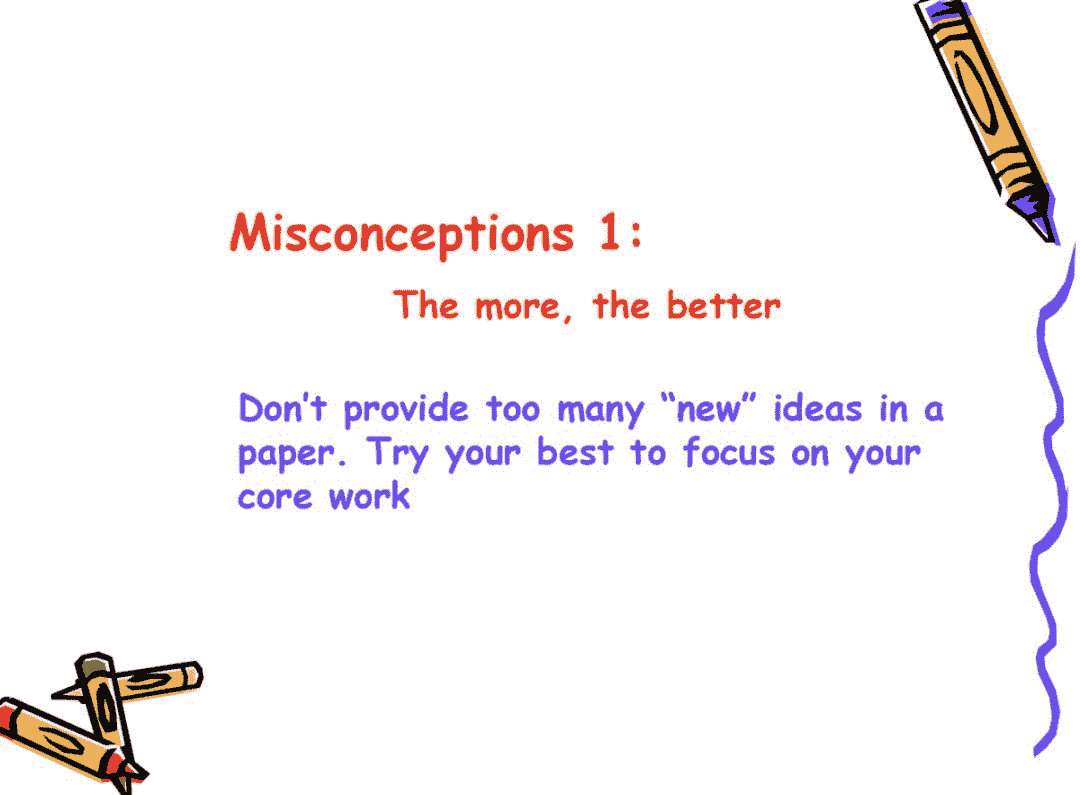 Misconceptions 1:
The more, the better
Don't provide too many “new” ideas in a
paper. Try your best to focus on your
core work